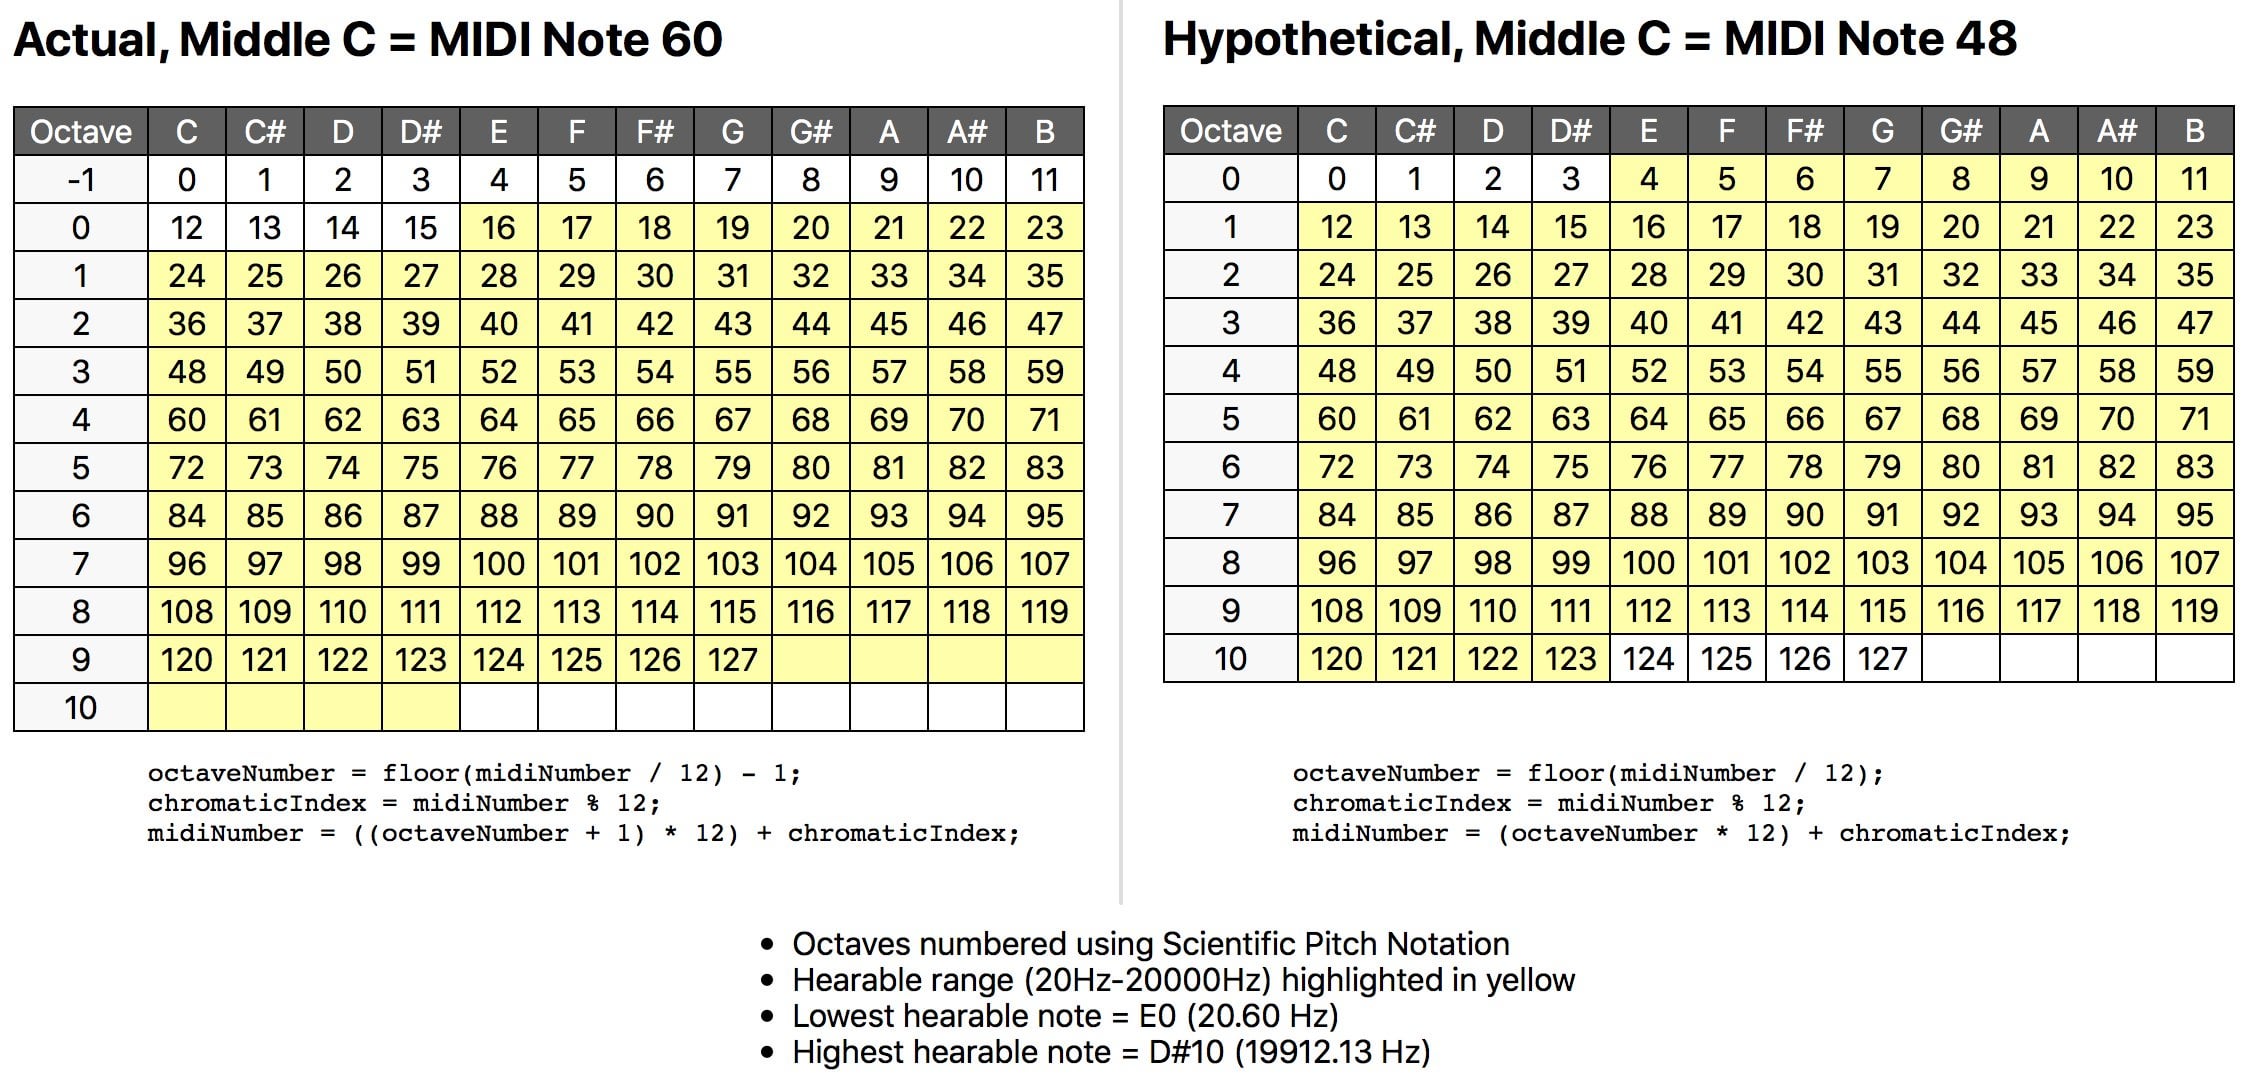 Actual, Middle C = MIDI Note 60
Octave C C# D D# E F F# G G# A A# B
-1 0 1 2 3 4 5 6 7 8 9 10 11
0 12 13 14 15 16 17 18 19 20 21 22 23
1 24 25 26 27 28 29 30 31 32 33 34 35
2 36 37 38 39 40 41 42 43 44 45 46 47
3 48 49 50 51 52 53 54 55 56 57 58 59
4 60 61 62 63 64 65 66 67 68 69 70 71
5 72 73 74 75 76 77 78 79 80 81 82 83
6 84 85 86 87 88 89 90 91 92 93 94 95
7 96 97 98 99 100 101 102 103 104 105 106 107
8 108 109 110 111 112 113 114 115 116 117 118 119
9 120 121 122 123 124 125 126 127
10
octaveNumber = floor(midiNumber / 12) - 1;
chromaticIndex = midiNumber % 12;
midiNumber = ((octaveNumber + 1) * 12) + chromaticIndex;
Hypothetical, Middle C = MIDI Note 48
Octave C C# D D# E F F# G G# A A# B
0 0 1 2 3 4 5 6 7 8 9 10 11
1 12 13 14 15 16 17 18 19 20 21 22 23
2 24 25 26 27 28 29 30 31 32 33 34 35
3 36 37 38 39 40 41 42 43 44 45 46 47
4 48 49 50 51 52 53 54 55 56 57 58 59
5 60 61 62 63 64 65 66 67 68 69 70 71
6 72 73 74 75 76 77 78 79 80 81 82 83
7 84 85 86 87 88 89 90 91 92 93 94 95
8 96 97 98 99 100 101 102 103 104 105 106 107
9 108 109 110 111 112 113 114 115 116 117 118 119
10 120 121 122 123 124 125 126 127
octaveNumber = floor(midiNumber / 12);
chromaticIndex = midiNumber % 12;
midiNumber = (octaveNumber * 12) + chromaticIndex;
• Octaves numbered using Scientific Pitch Notation
• Hearable range (20Hz-20000Hz) highlighted in yellow
• Lowest hearable note = E0 (20.60 Hz)
• Highest hearable note = D#10 (19912.13 Hz)